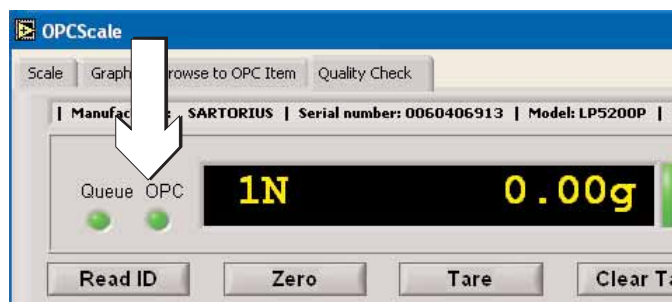 OPCScale
Scale Graph rowse to OPC Item Quality Check
| Manufac SARTORIUS | Serial number: 0060406913 | Model: LP5200P |
Queue OPC
1N 0.00g
Read ID Zero Tare Clear Ta